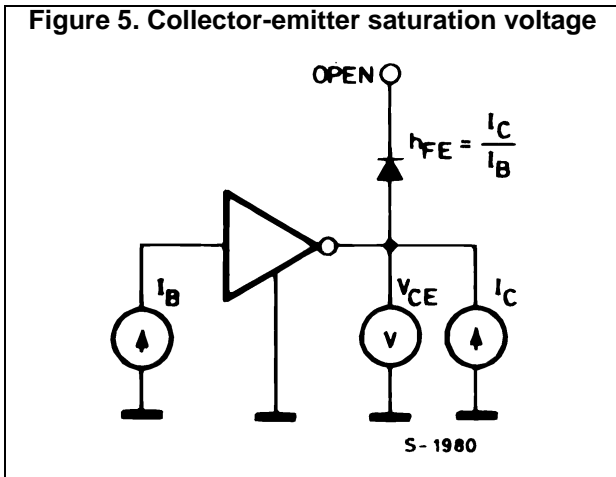 Figure 5. Collector-emitter saturation voltage
OPEN
hFE = IC
IB
IB
VCE
IC
V
S-1980